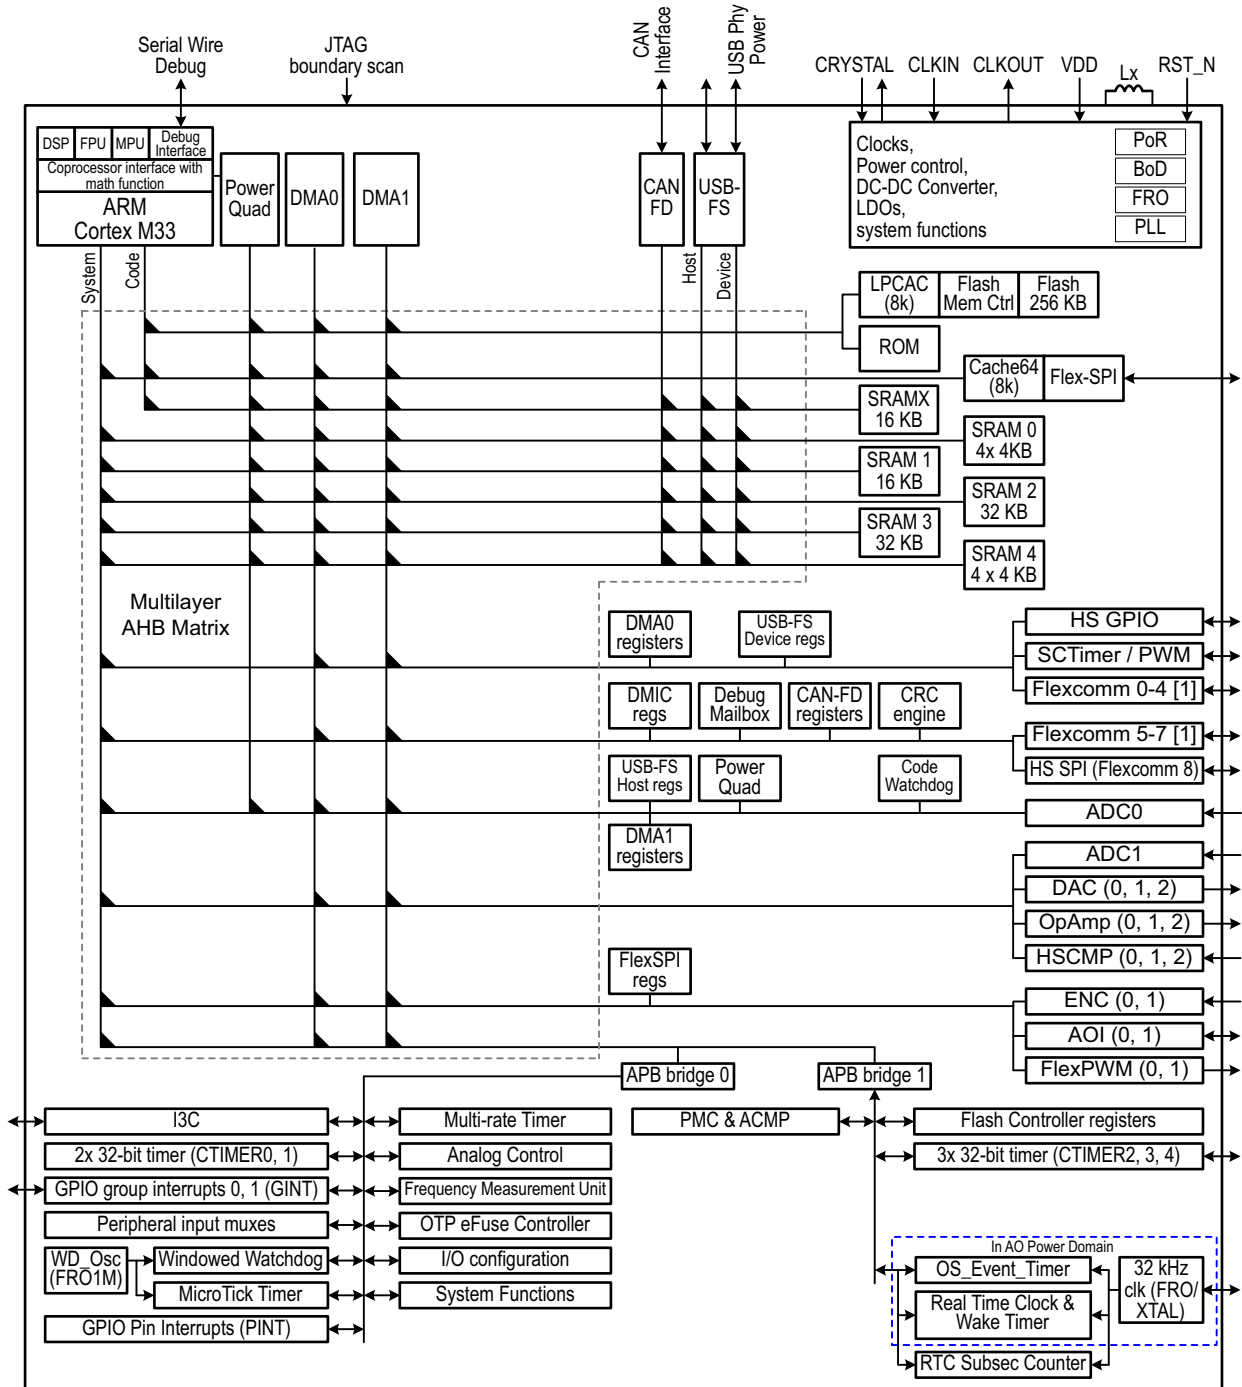 Serial Wire
Debug
JTAG
boundary scan
CAN
Interface
USB Phy
Power
CRYSTAL
CLKIN
CLKOUT
VDD
Lx
RST_N
DSP
FPU
MPU
Debug
Interface
Coprocessor interface with
math function
ARM
Cortex M33
Power
Quad
DMA0
DMA1
CAN
FD
USB-
FS
Clocks,
Power control,
DC-DC Converter,
LDOs,
system functions
PoR
BoD
FRO
PLL
System
Code
Host
Device
LPCAC
(8k)
Flash
Mem Ctrl
Flash
256 KB
ROM
Cache64
(8k)
Flex-SPI
SRAMX
16 KB
SRAM 0
4x 4KB
SRAM 1
16 KB
SRAM 2
32 KB
SRAM 3
32 KB
SRAM 4
4 x 4 KB
Multilayer
AHB Matrix
DMA0
registers
USB-FS
Device regs
HS GPIO
SCTimer / PWM
Flexcomm 0-4 [1]
DMIC
regs
Debug
Mailbox
CAN-FD
registers
CRC
engine
Flexcomm 5-7 [1]
HS SPI (Flexcomm 8)
USB-FS
Host regs
Power
Quad
Code
Watchdog
ADC0
DMA1
registers
ADC1
DAC (0, 1, 2)
OpAmp (0, 1, 2)
HSCMP (0, 1, 2)
FlexSPI
regs
ENC (0, 1)
AOI (0, 1)
FlexPWM (0, 1)
APB bridge 0
APB bridge 1
I3C
Multi-rate Timer
PMC & ACMP
Flash Controller registers
2x 32-bit timer (CTIMER0, 1)
Analog Control
3x 32-bit timer (CTIMER2, 3, 4)
GPIO group interrupts 0, 1 (GINT)
Frequency Measurement Unit
Peripheral input muxes
OTP eFuse Controller
WD_Osc
(FRO1M)
Windowed Watchdog
I/O configuration
MicroTick Timer
System Functions
GPIO Pin Interrupts (PINT)
In AO Power Domain
OS_Event_Timer
32 kHz
clk (FRO/
XTAL)
Real Time Clock &
Wake Timer
RTC Subsec Counter